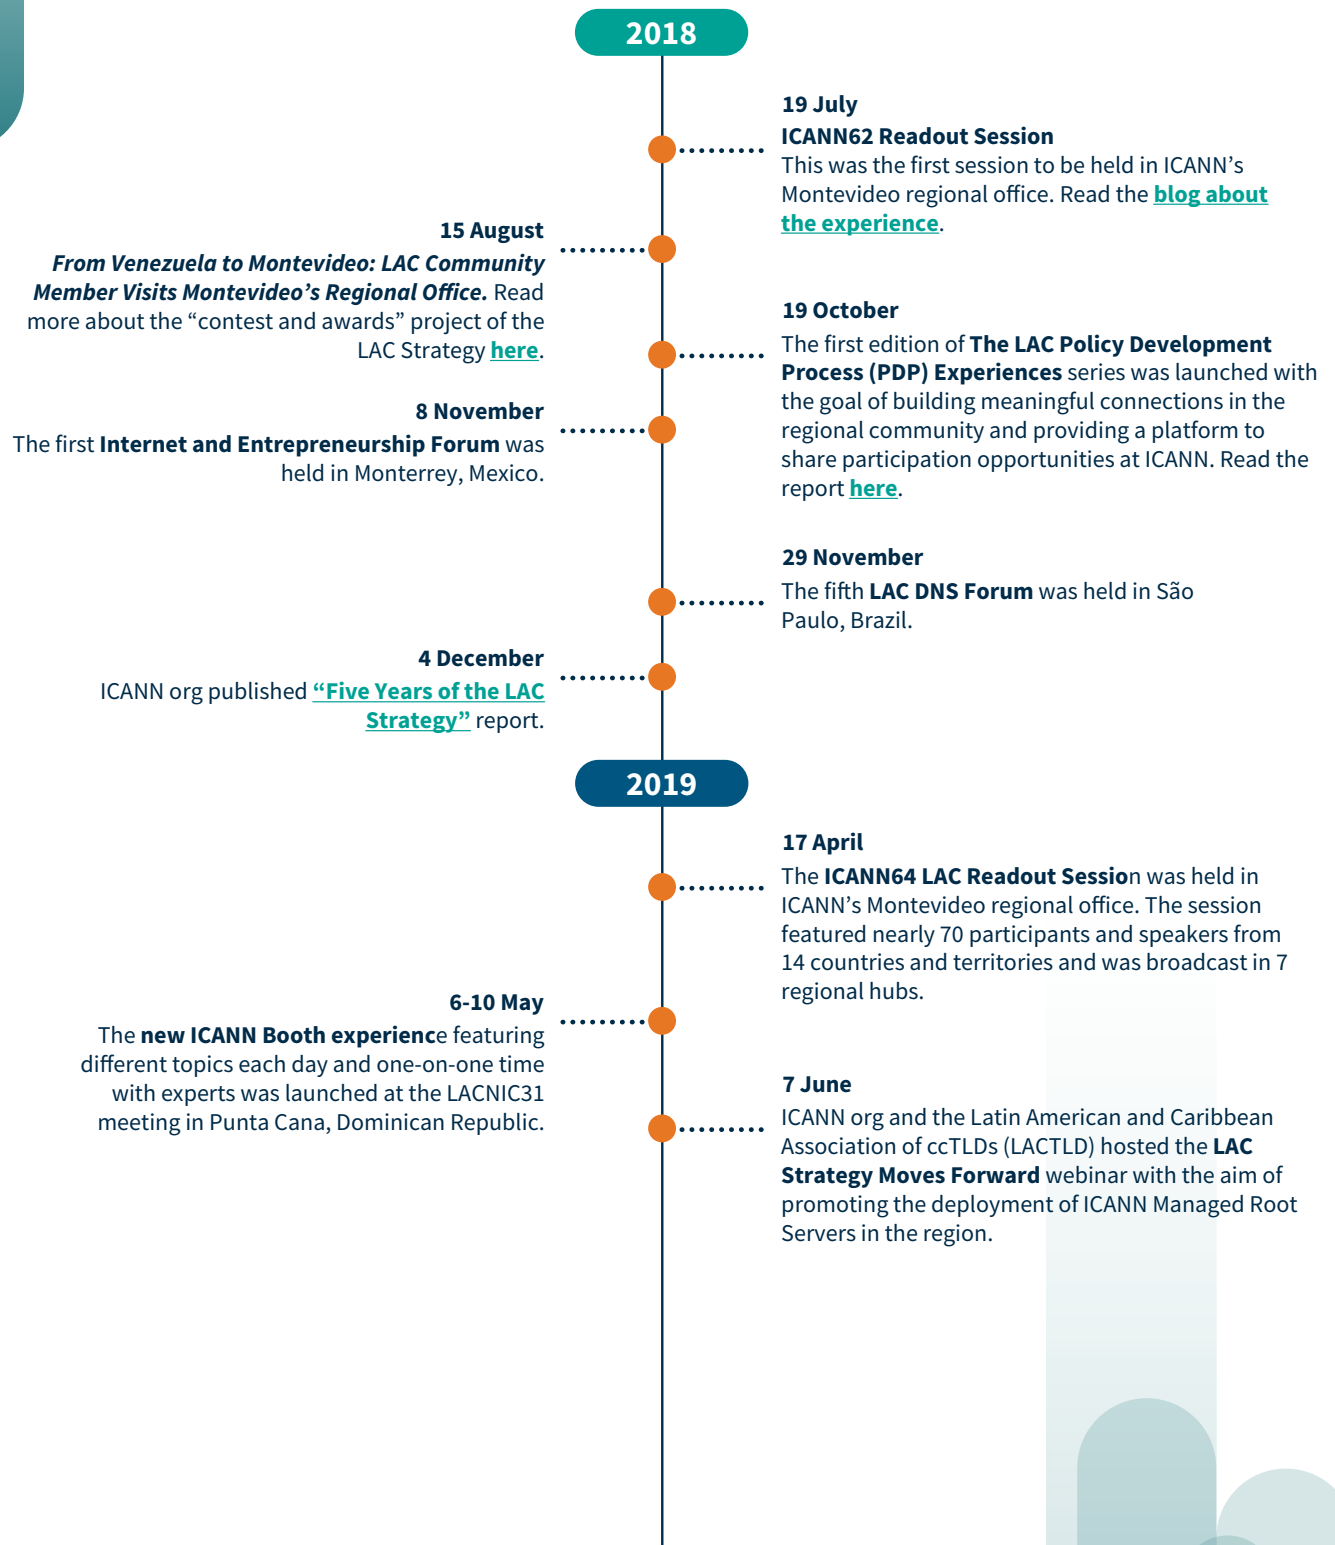 2018
19 July
ICANN62 Readout Session
This was the first session to be held in ICANN’s
Montevideo regional office. Read the blog about
the experience.
15 August
From Venezuela to Montevideo: LAC Community
Member Visits Montevideo’s Regional Office. Read
more about the “contest and awards” project of the
LAC Strategy here.
19 October
The first edition of The LAC Policy Development
Process (PDP) Experiences series was launched with
the goal of building meaningful connections in the
regional community and providing a platform to
share participation opportunities at ICANN. Read the
report here.
8 November
The first Internet and Entrepreneurship Forum was
held in Monterrey, Mexico.
29 November
The fifth LAC DNS Forum was held in São
Paulo, Brazil.
4 December
ICANN org published “Five Years of the LAC
Strategy” report.
2019
17 April
The ICANN64 LAC Readout Session was held in
ICANN’s Montevideo regional office. The session
featured nearly 70 participants and speakers from
14 countries and territories and was broadcast in 7
regional hubs.
6-10 May
The new ICANN Booth experience featuring
different topics each day and one-on-one time
with experts was launched at the LACNIC31
meeting in Punta Cana, Dominican Republic.
7 June
ICANN org and the Latin American and Caribbean
Association of ccTLDs (LACTLD) hosted the LAC
Strategy Moves Forward webinar with the aim of
promoting the deployment of ICANN Managed Root
Servers in the region.